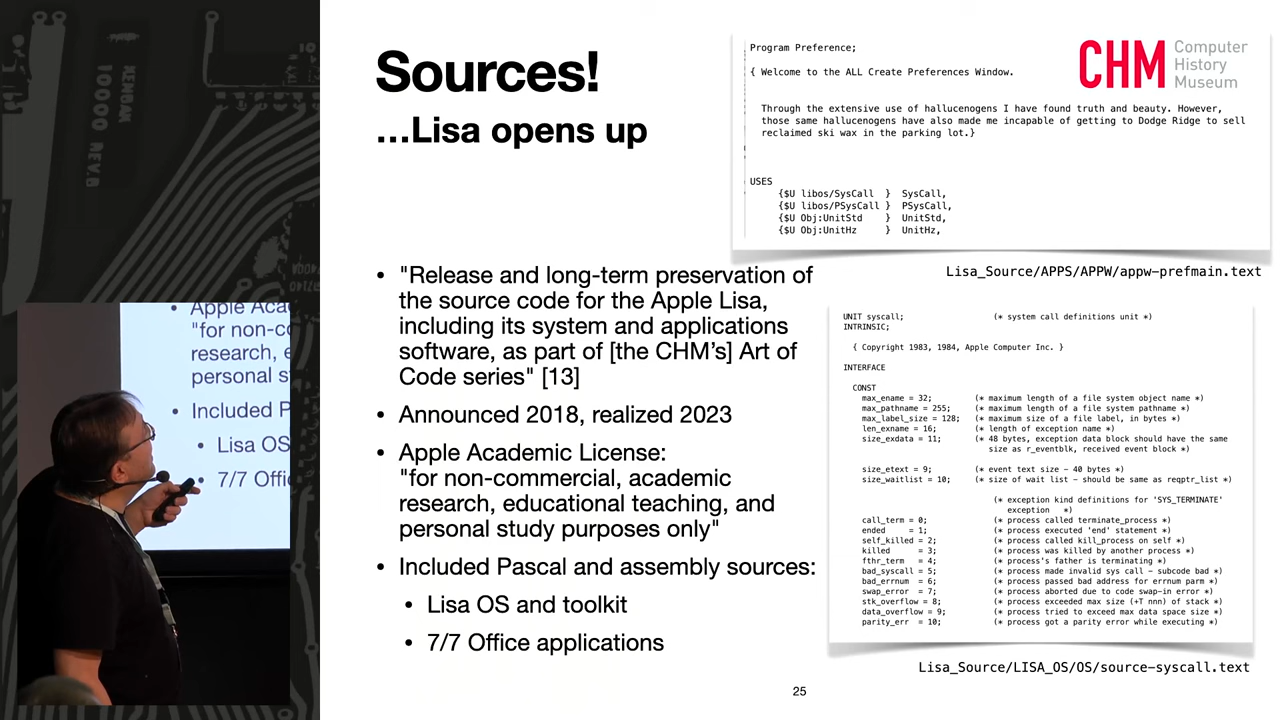 KENBAK
10000 REV.B
Sources!
...Lisa opens up
• "Release and long-term preservation of
the source code for the Apple Lisa,
including its system and applications
software, as part of [the CHM's] Art of
Code series" [13]
• Announced 2018, realized 2023
• Apple Academic License:
"for non-commercial, academic
research, educational teaching, and
personal study purposes only"
• Included Pascal and assembly sources:
• Lisa OS and toolkit
• 7/7 Office applications
Program Preference;
{ Welcome to the ALL Create Preferences Window.
Through the extensive use of hallucenogens I have found truth and beauty. However,
those same hallucenogens have also made me incapable of getting to Dodge Ridge to sell
reclaimed ski wax in the parking lot.}
USES
{$U libos/SysCall } SysCall,
{$U libos/PSysCall } PSysCall,
{$U Obj:UnitStd } UnitStd,
{$U Obj:UnitHz } UnitHz,
CHM Computer
History
Museum
Lisa_Source/APPS/APPW/appw-prefmain.text
UNIT syscall; (* system call definitions unit *)
INTRINSIC;
{ Copyright 1983, 1984, Apple Computer Inc. }
INTERFACE
CONST
max_ename = 32; (* maximum length of a file system object name *)
max_pathname = 255; (* maximum length of a file system pathname *)
max_label_size = 128; (* maximum size of a file label, in bytes *)
len_exname = 16; (* length of exception name *)
size_exdata = 11; (* 48 bytes, exception data block should have the same
size as r_eventblk, received event block *)
size_etext = 9; (* event text size - 40 bytes *)
size_waitlist = 10; (* size of wait list - should be same as reqptr_list *)
(* exception kind definitions for 'SYS_TERMINATE'
exception *)
call_term = 0; (* process called terminate_process *)
ended = 1; (* process executed 'end' statement *)
self_killed = 2; (* process called kill_process on self *)
killed = 3; (* process was killed by another process *)
fthr_term = 4; (* process's father is terminating *)
bad_syscall = 5; (* process made invalid sys call - subcode bad *)
bad_errnum = 6; (* process passed bad address for errnum parm *)
swap_error = 7; (* process aborted due to code swap-in error *)
stk_overflow = 8; (* process exceeded max size (+T nnn) of stack *)
data_overflow = 9; (* process tried to exceed max data space size *)
parity_err = 10; (* process got a parity error while executing *)
Lisa_Source/LISA_OS/OS/source-syscall.text
25
• Apple Aca
"for non-co
research, e
personal s
• Included P
• Lisa OS
• 7/7 Offi